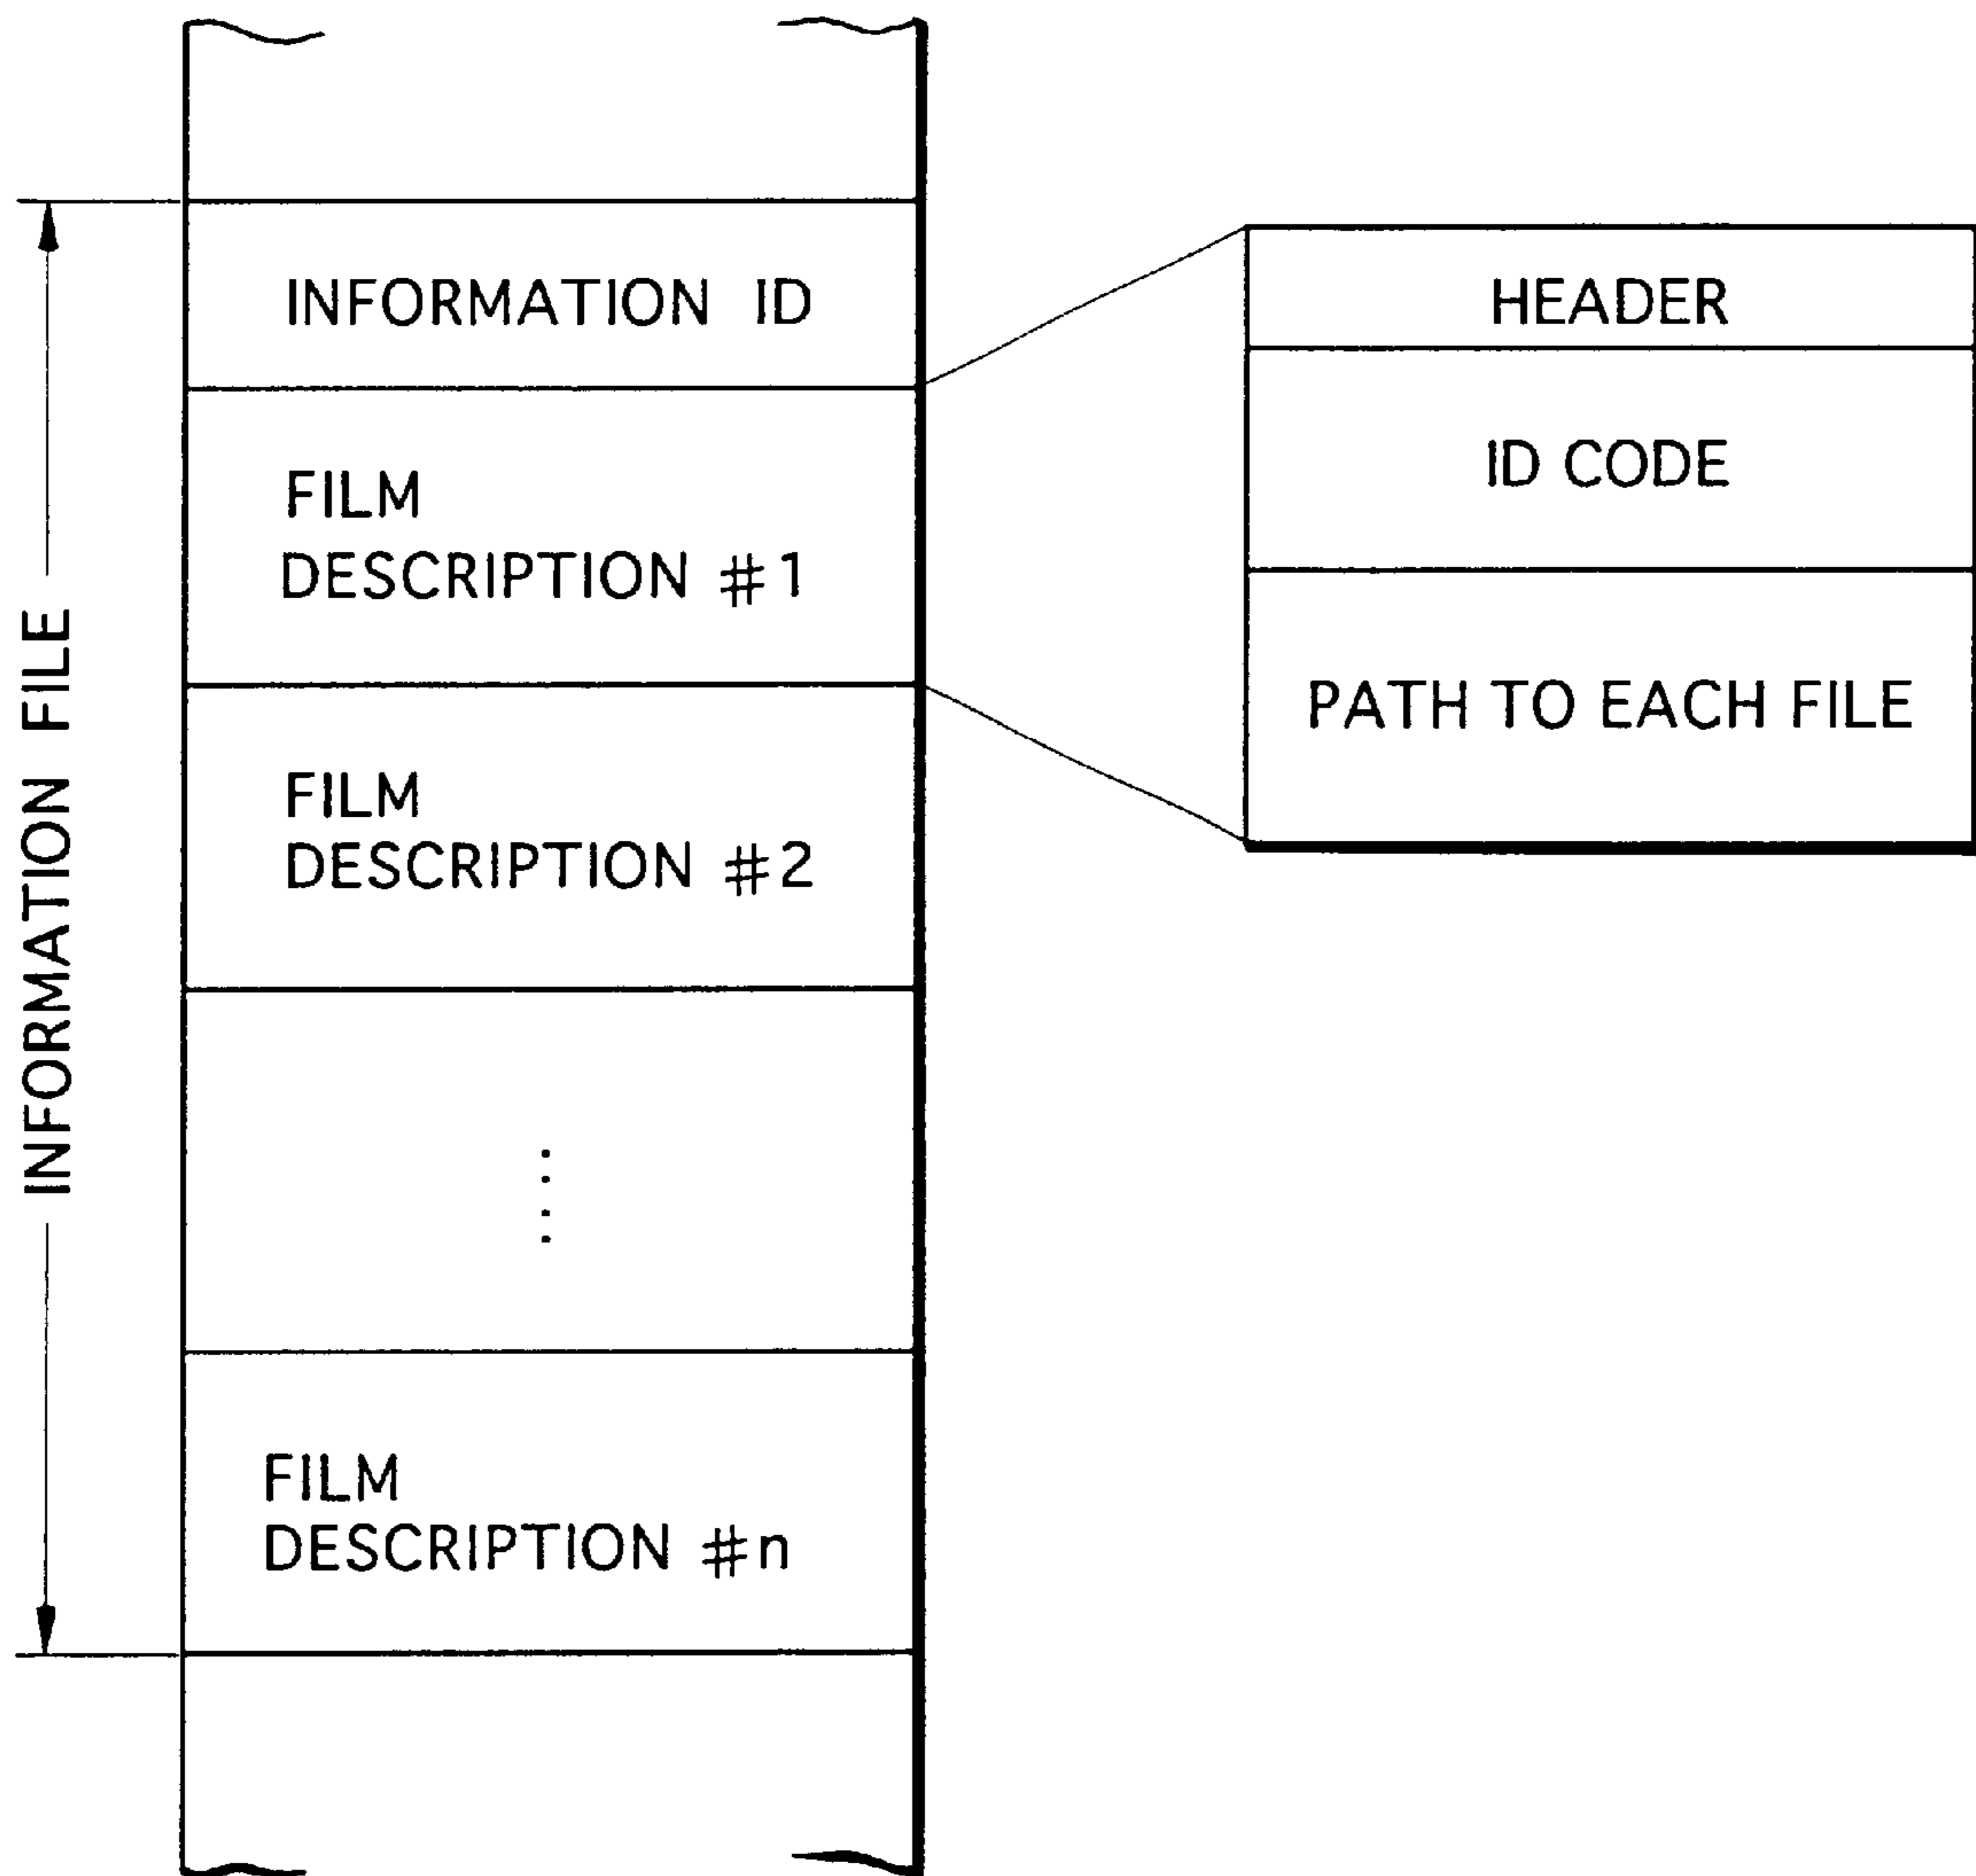 INFORMATION FILE
INFORMATION ID
FILM
DESCRIPTION #1
FILM
DESCRIPTION #2
FILM
DESCRIPTION #n
HEADER
ID CODE
PATH TO EACH FILE